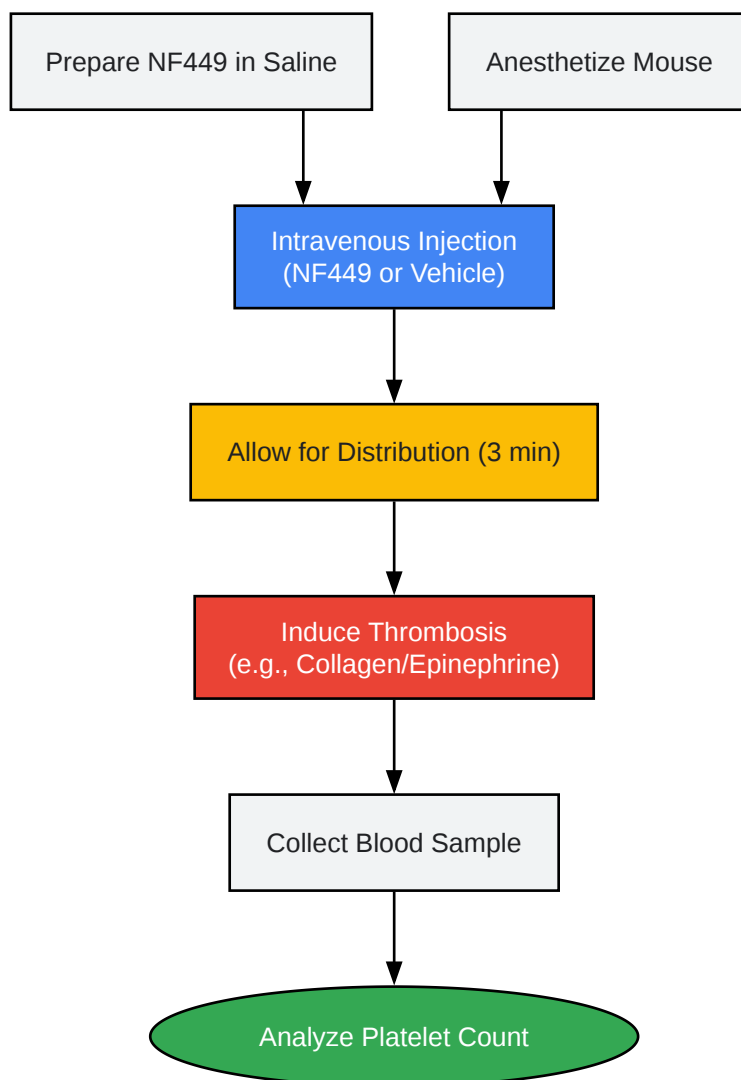 Prepare NF449 in Saline
Anesthetize Mouse
Intravenous Injection
(NF449 or Vehicle)
Allow for Distribution (3 min)
Induce Thrombosis
(e.g., Collagen/Epinephrine)
Collect Blood Sample
Analyze Platelet Count